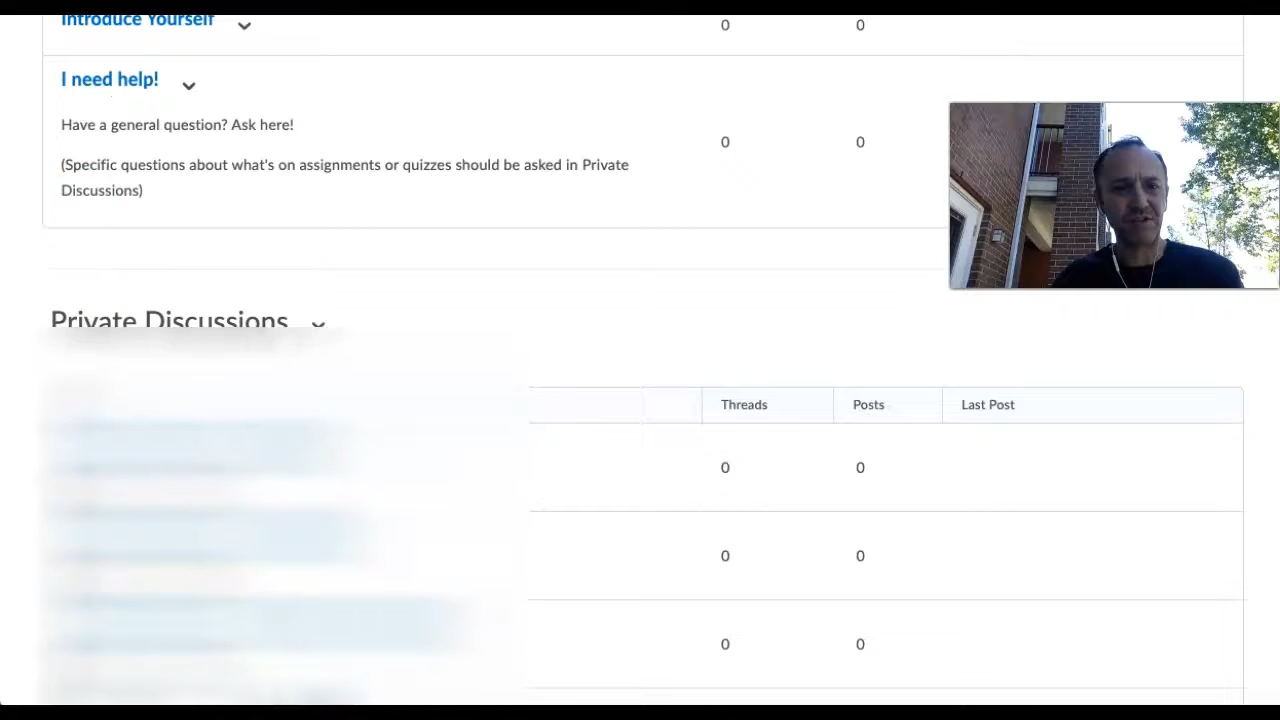 Introduce Yourself 0 0
I need help!
Have a general question? Ask here!
0 0
(Specific questions about what's on assignments or quizzes should be asked in Private
Discussions)
Private Discussions
Threads Posts Last Post
0 0
0 0
0 0